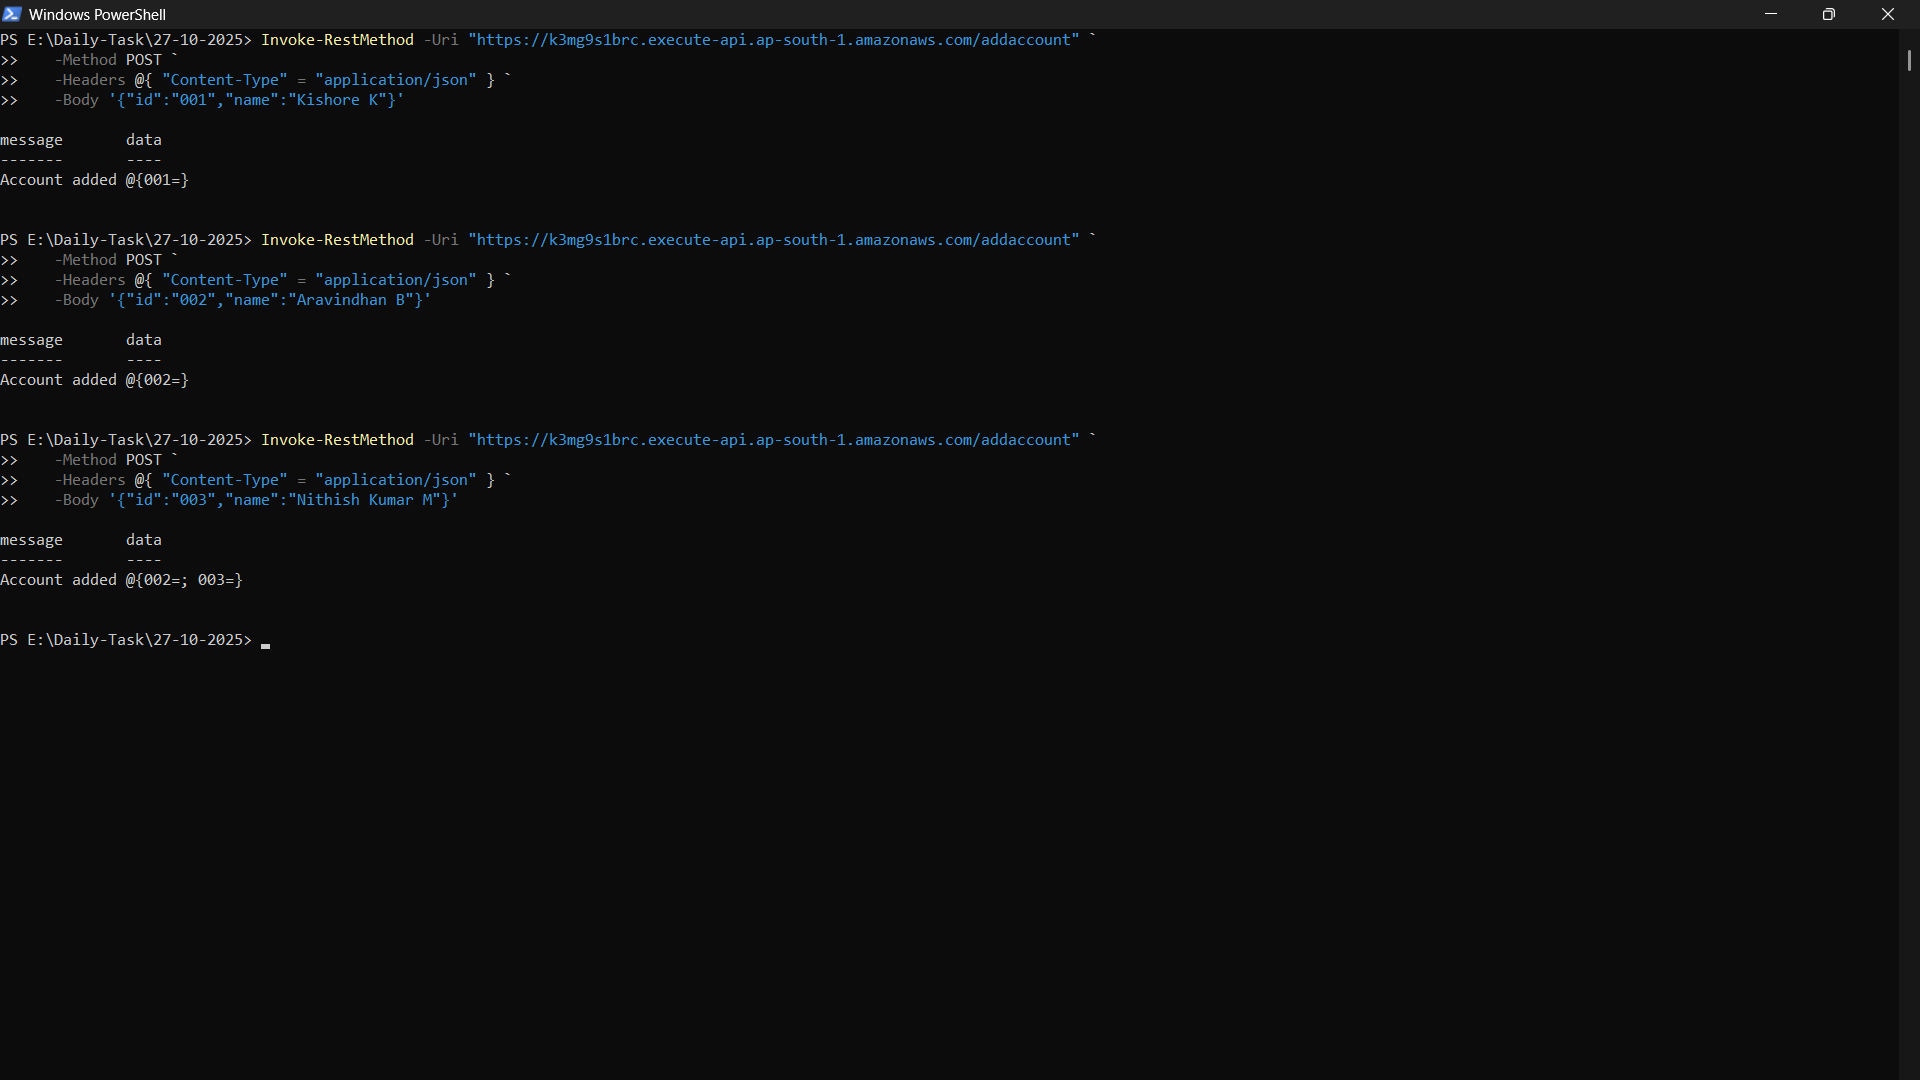 Windows PowerShell
PS E:\Daily-Task\27-10-2025> Invoke-RestMethod -Uri "https://k3mg9s1brc.execute-api.ap-south-1.amazonaws.com/addaccount" `
>>    -Method POST `
>>    -Headers @{ "Content-Type" = "application/json" } `
>>    -Body '{"id":"001","name":"Kishore K"}'
message       data
-------       ----
Account added @{001=}
PS E:\Daily-Task\27-10-2025> Invoke-RestMethod -Uri "https://k3mg9s1brc.execute-api.ap-south-1.amazonaws.com/addaccount" `
>>    -Method POST `
>>    -Headers @{ "Content-Type" = "application/json" } `
>>    -Body '{"id":"002","name":"Aravindhan B"}'
message       data
-------       ----
Account added @{002=}
PS E:\Daily-Task\27-10-2025> Invoke-RestMethod -Uri "https://k3mg9s1brc.execute-api.ap-south-1.amazonaws.com/addaccount" `
>>    -Method POST `
>>    -Headers @{ "Content-Type" = "application/json" } `
>>    -Body '{"id":"003","name":"Nithish Kumar M"}'
message       data
-------       ----
Account added @{002=; 003=}
PS E:\Daily-Task\27-10-2025>